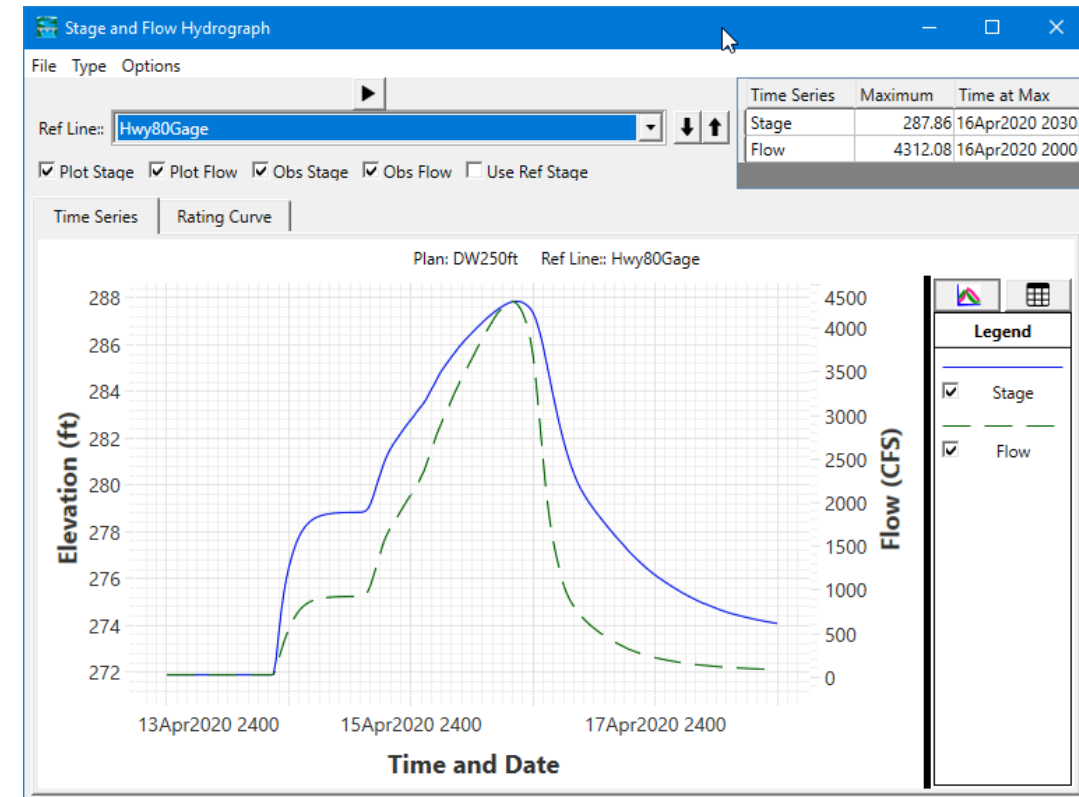 Stage and Flow Hydrograph
File Type Options
Ref Line:: Hwy80Gage
Plot Stage Plot Flow Obs Stage Obs Flow Use Ref Stage
Time Series Maximum Time at Max
Stage 287.86 16Apr2020 2030
Flow 4312.08 16Apr2020 2000
Time Series Rating Curve
Plan: DW250ft Ref Line:: Hwy80Gage
Elevation (ft)
288
286
284
282
280
278
276
274
272
4500
4000
3500
3000
2500
2000
1500
1000
500
0
Flow (CFS)
13Apr2020 2400 15Apr2020 2400 17Apr2020 2400
Time and Date
Legend
Stage
Flow